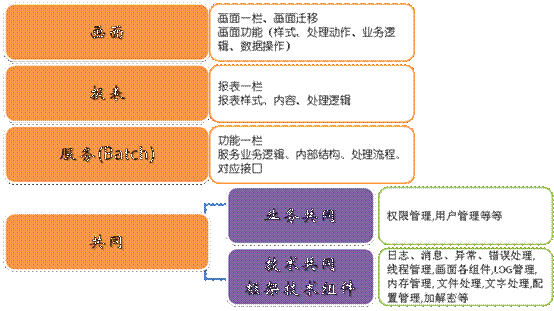 画面
画面一栏、画面迁移
画面功能（样式、处理动作、业务逻
辑、数据操作）
报表
报表一栏
报表样式、内容、处理逻辑
服务(Batch)
功能一栏
服务业务逻辑、内部结构、处理流程、
对应接口
共同
业务共同
权限管理,用户管理等等
技术共同
框架技术组件
日志、消息、异常、错误处理,
线程管理,画面各组件,LOG管理,
内存管理,文件处理,文字处理,配
置管理,加解密等